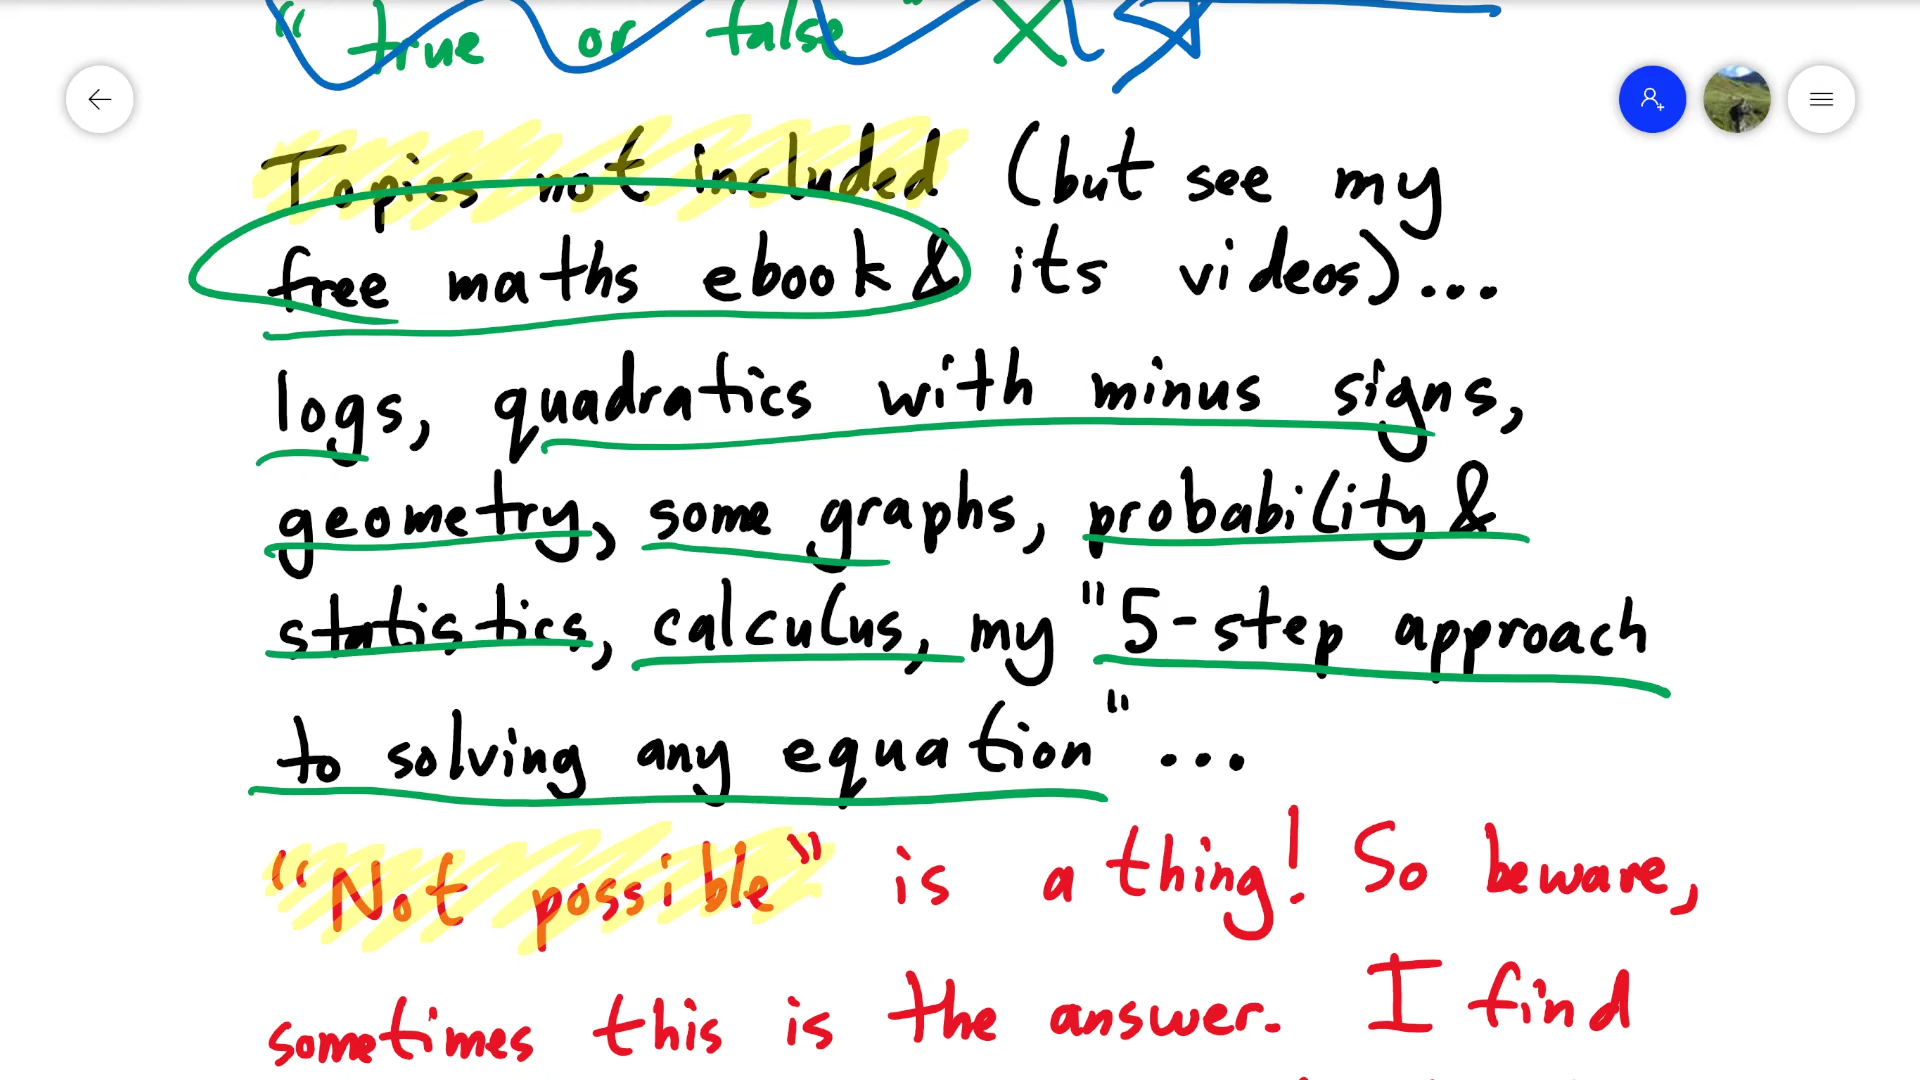 “ true or false ”
Topics not included (but see my
free maths ebook & its videos)...
logs, quadratics with minus signs,
geometry, some graphs, probability &
statistics, calculus, my "5-step approach
to solving any equation"...
“Not possible” is a thing! So beware,
sometimes this is the answer. I find